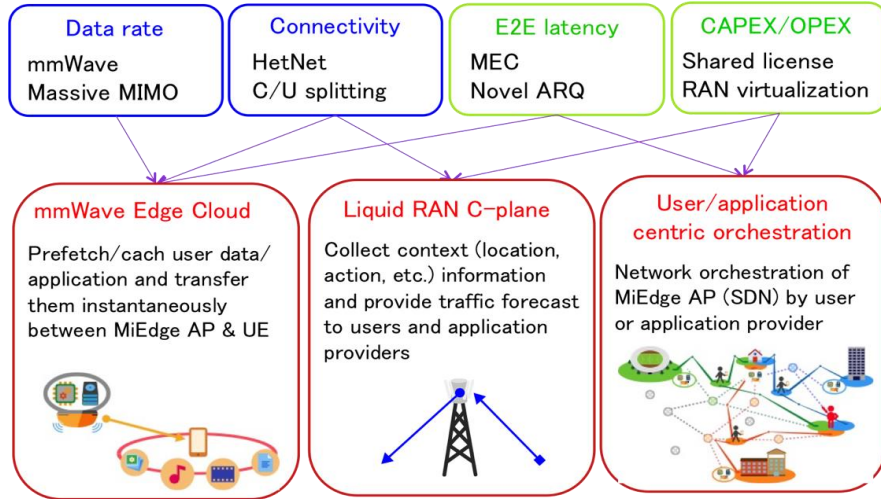 Data rate
mmWave
Massive MIMO
Connectivity
HetNet
C/U splitting
E2E latency
MEC
Novel ARQ
CAPEX/OPEX
Shared license
RAN virtualization
mmWave Edge Cloud
Prefetch/cach user data/
application and transfer
them instantaneously
between MiEdge AP & UE
Liquid RAN C-plane
Collect context (location,
action, etc.) information
and provide traffic forecast
to users and application
providers
User/application
centric orchestration
Network orchestration of
MiEdge AP (SDN) by user
or application provider